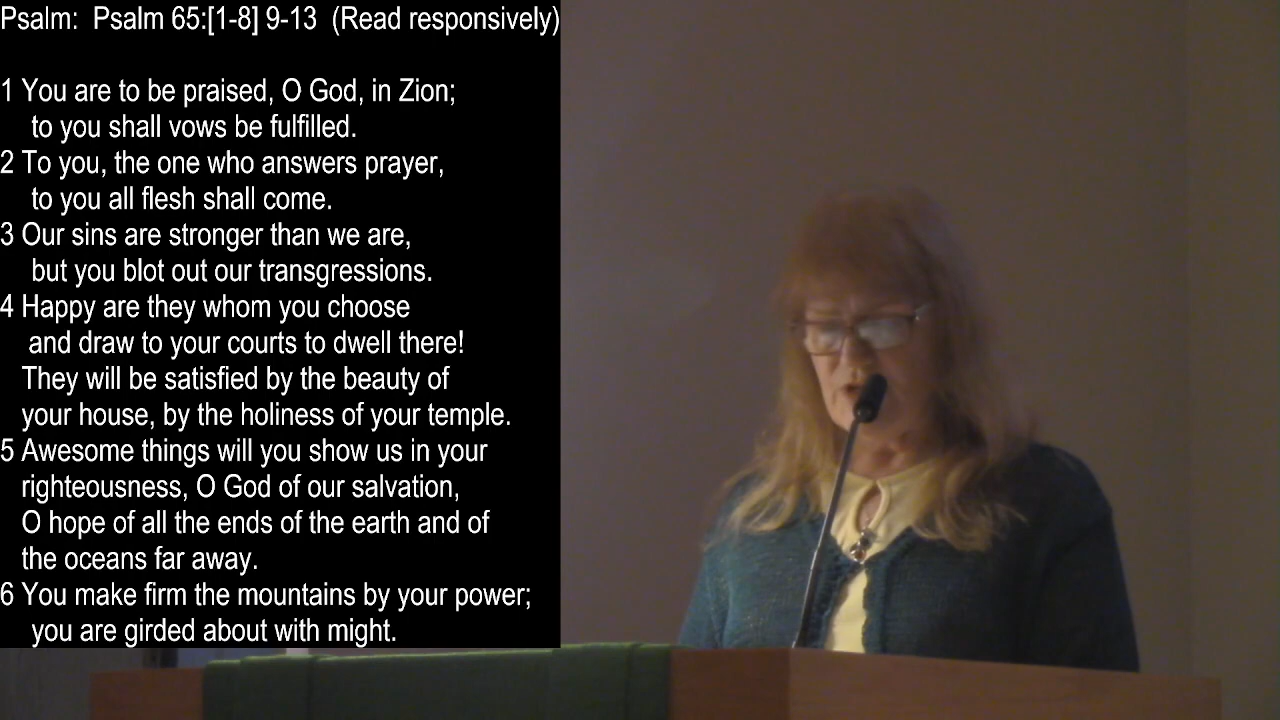 Psalm: Psalm 65:[1-8] 9-13 (Read responsively)
1 You are to be praised, O God, in Zion;
to you shall vows be fulfilled.
2 To you, the one who answers prayer,
to you all flesh shall come.
3 Our sins are stronger than we are,
but you blot out our transgressions.
4 Happy are they whom you choose
and draw to your courts to dwell there!
They will be satisfied by the beauty of
your house, by the holiness of your temple.
5 Awesome things will you show us in your
righteousness, O God of our salvation,
O hope of all the ends of the earth and of
the oceans far away.
6 You make firm the mountains by your power;
you are girded about with might.